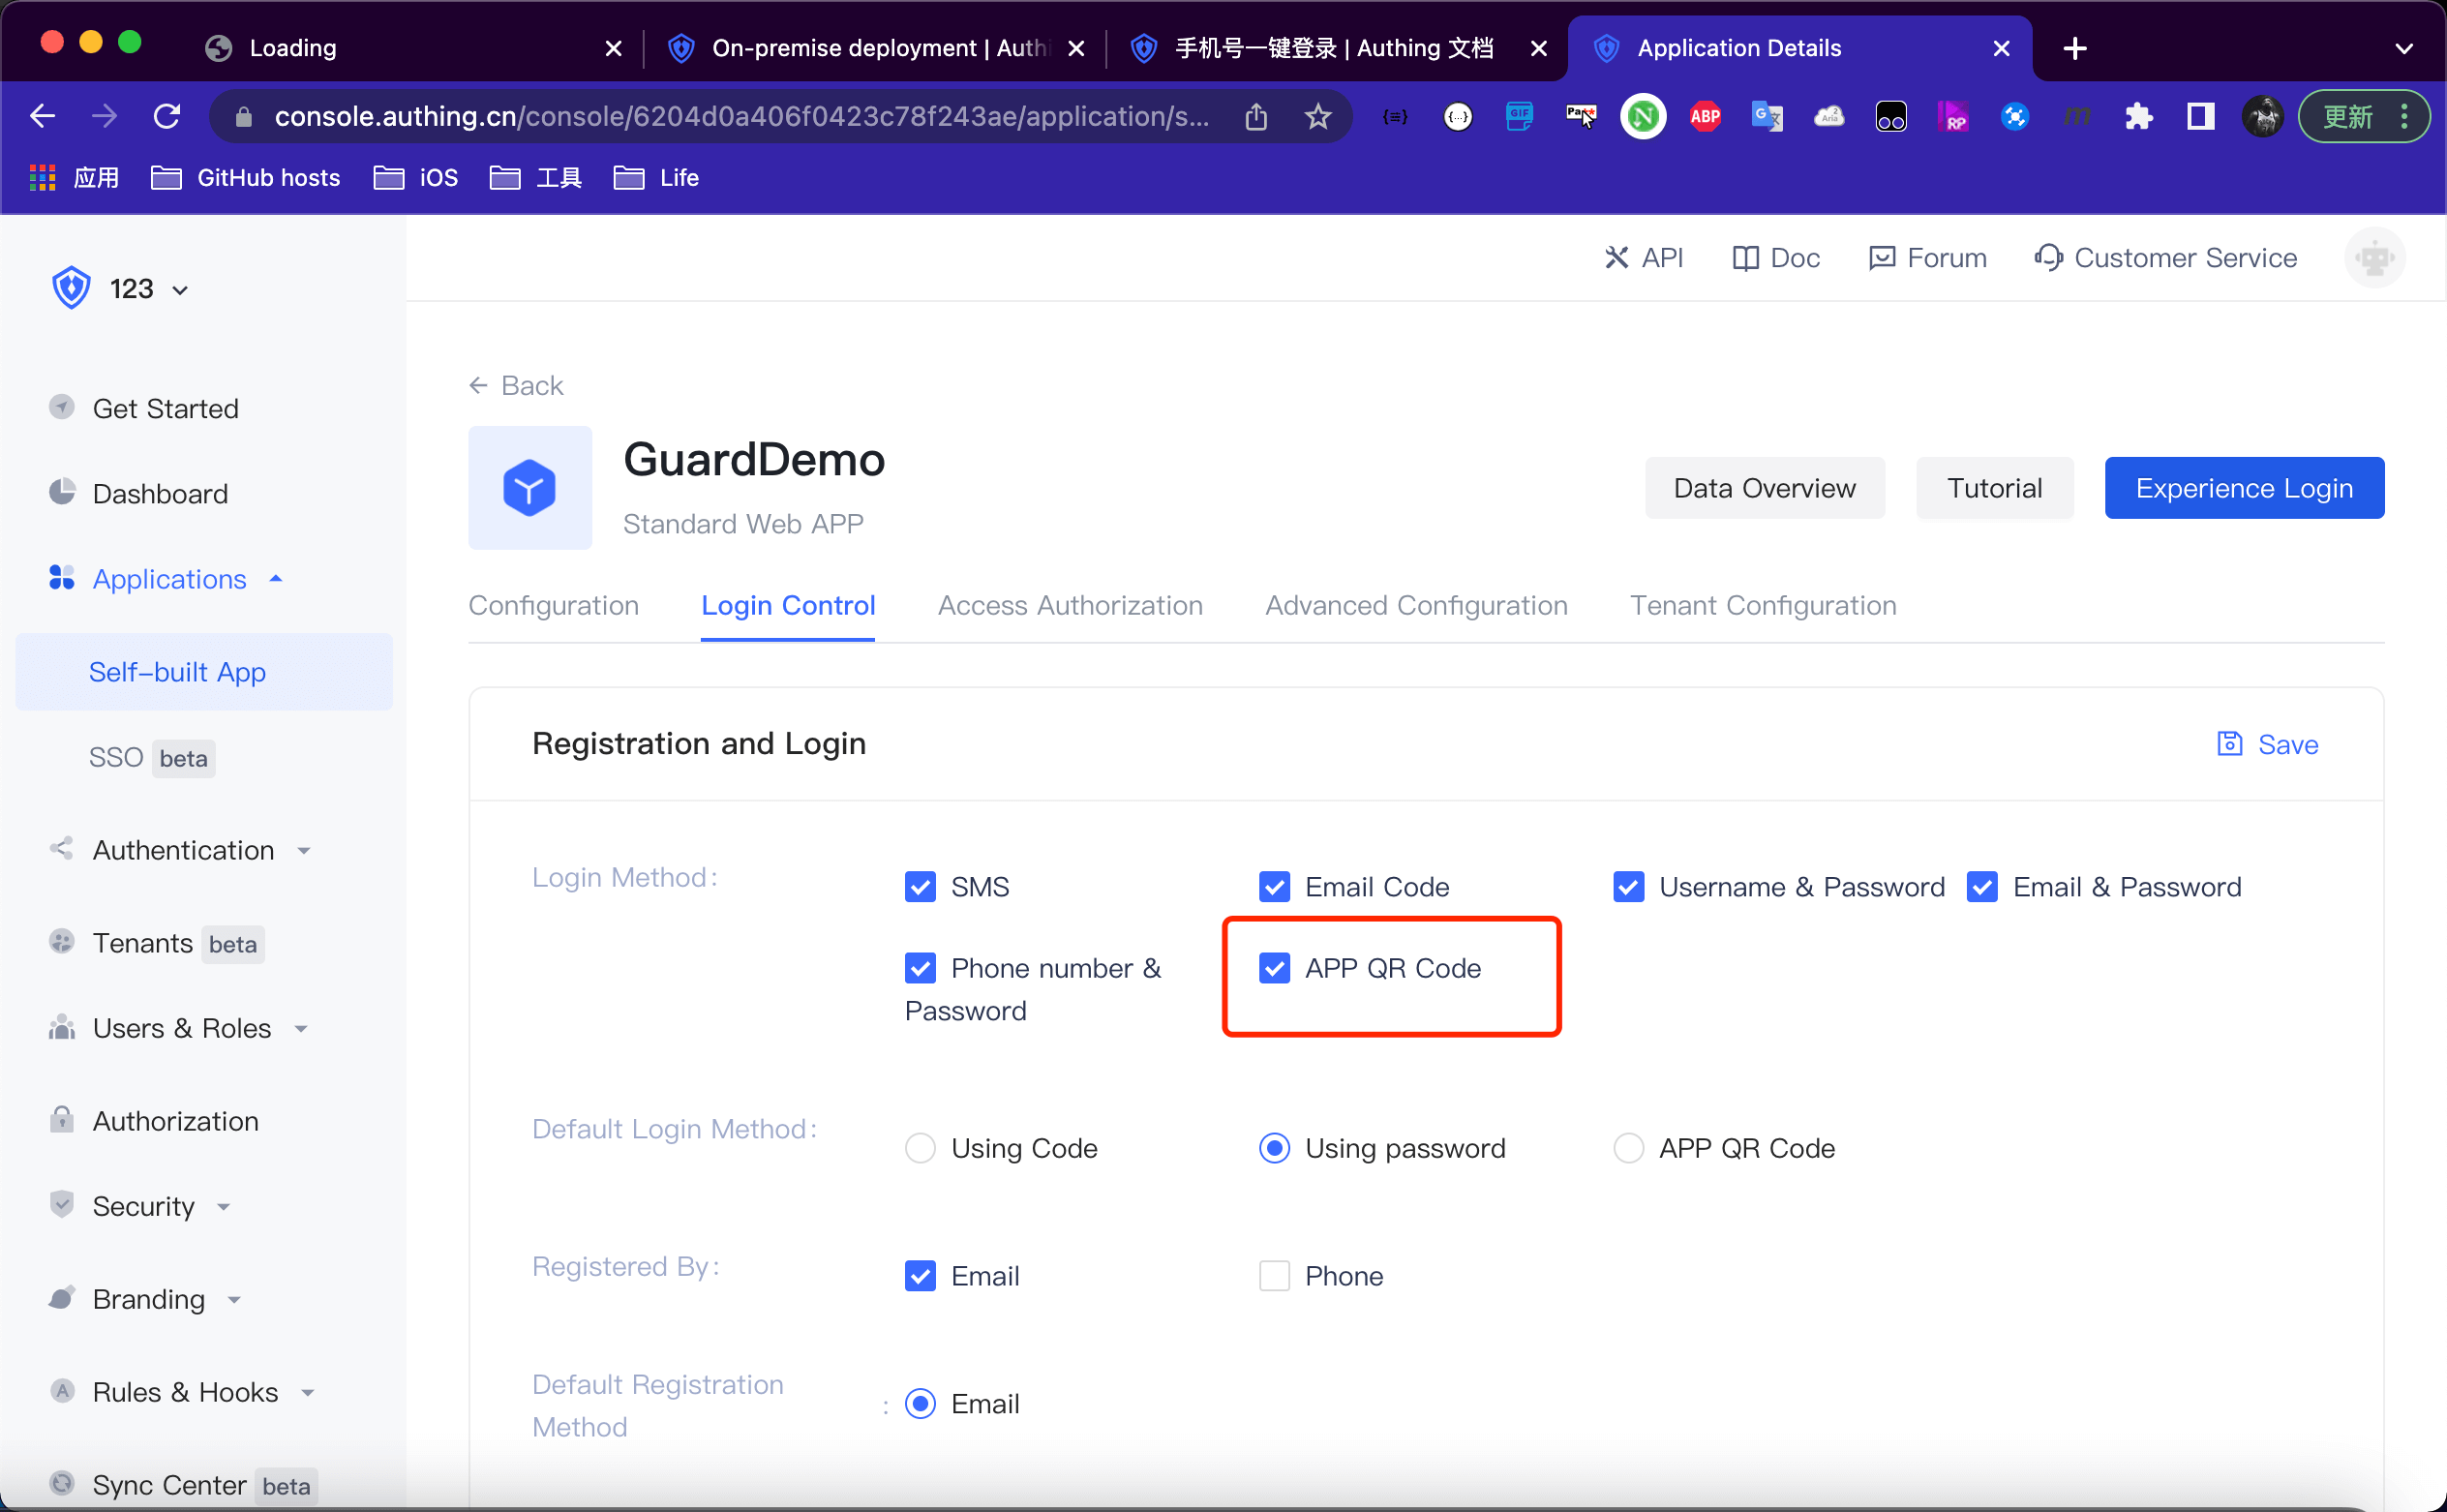 Loading
On-premise deployment | Authi
手机号一键登录 | Authing 文档
Application Details
console.authing.cn/console/6204d0a406f0423c78f243ae/application/s...
{≡}
{...}
GIF
N
ABP
G
Aria
RP
m
更新
应用
GitHub hosts
iOS
工具
Life
123
API
Doc
Forum
Customer Service
Get Started
Dashboard
Applications
Self-built App
SSO beta
Authentication
Tenants beta
Users & Roles
Authorization
Security
Branding
Rules & Hooks
Sync Center beta
Back
GuardDemo
Standard Web APP
Data Overview
Tutorial
Experience Login
Configuration
Login Control
Access Authorization
Advanced Configuration
Tenant Configuration
Registration and Login
Save
Login Method:
SMS
Email Code
Username & Password
Email & Password
Phone number &
Password
APP QR Code
Default Login Method:
Using Code
Using password
APP QR Code
Registered By:
Email
Phone
Default Registration
Method
:
Email